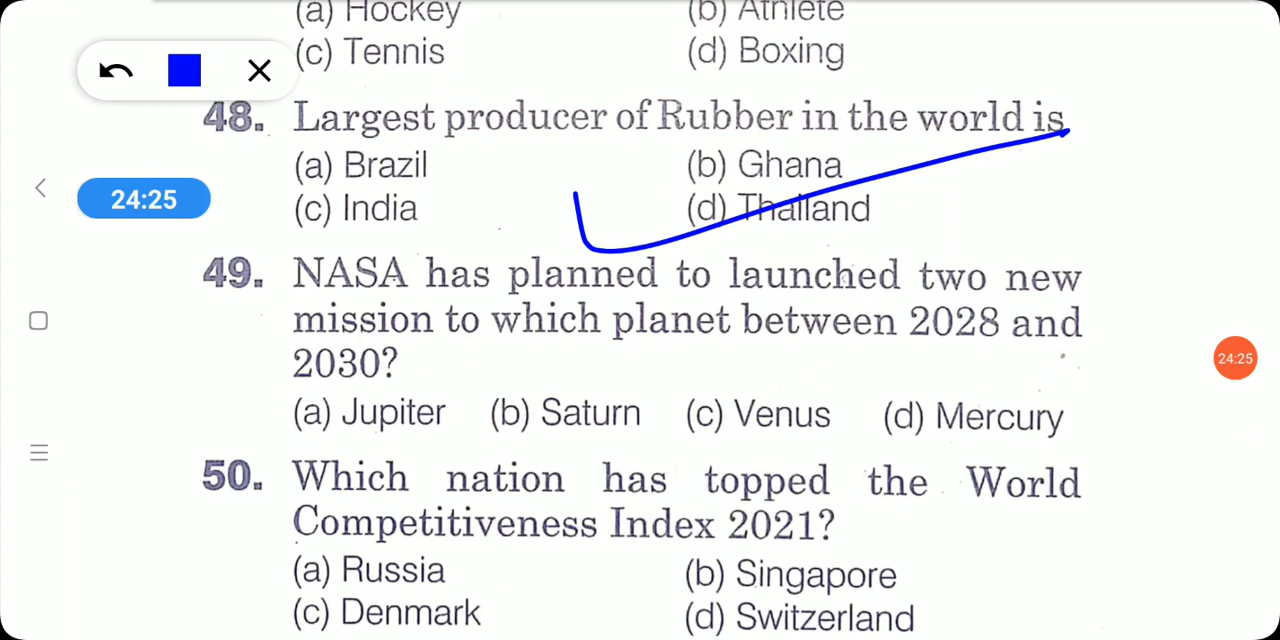 (a) Hockey (b) Athlete
(c) Tennis (d) Boxing
48. Largest producer of Rubber in the world is
(a) Brazil (b) Ghana
24:25
(c) India (d) Thailand
49. NASA has planned to launched two new
mission to which planet between 2028 and
2030?
24:25
(a) Jupiter (b) Saturn (c) Venus (d) Mercury
50. Which nation has topped the World
Competitiveness Index 2021?
(a) Russia (b) Singapore
(c) Denmark (d) Switzerland